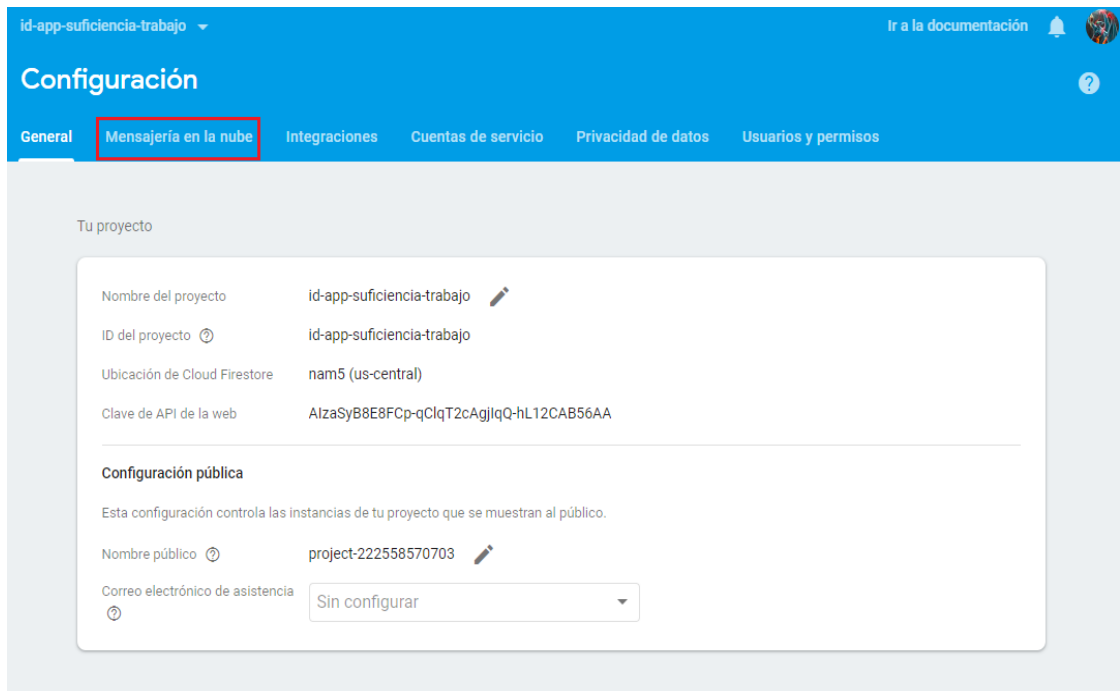 id-app-suficiencia-trabajo Ir a la documentación
Configuración
General Mensajería en la nube Integraciones Cuentas de servicio Privacidad de datos Usuarios y permisos
Tu proyecto
Nombre del proyecto id-app-suficiencia-trabajo
ID del proyecto id-app-suficiencia-trabajo
Ubicación de Cloud Firestore nam5 (us-central)
Clave de API de la web AIzaSyB8E8FCp-qClqT2cAgjIqQ-hL12CAB56AA
Configuración pública
Esta configuración controla las instancias de tu proyecto que se muestran al público.
Nombre público project-222558570703
Correo electrónico de asistencia Sin configurar